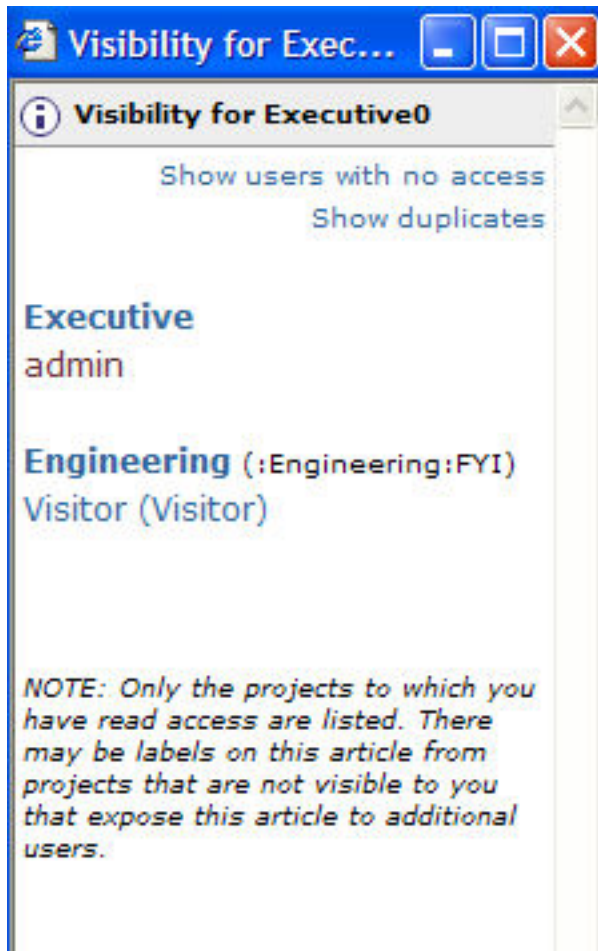 Visibility for Exec...
Visibility for Executive0
Show users with no access
Show duplicates
Executive
admin
Engineering (:Engineering:FYI)
Visitor (Visitor)
NOTE: Only the projects to which you
have read access are listed. There
may be labels on this article from
projects that are not visible to you
that expose this article to additional
users.